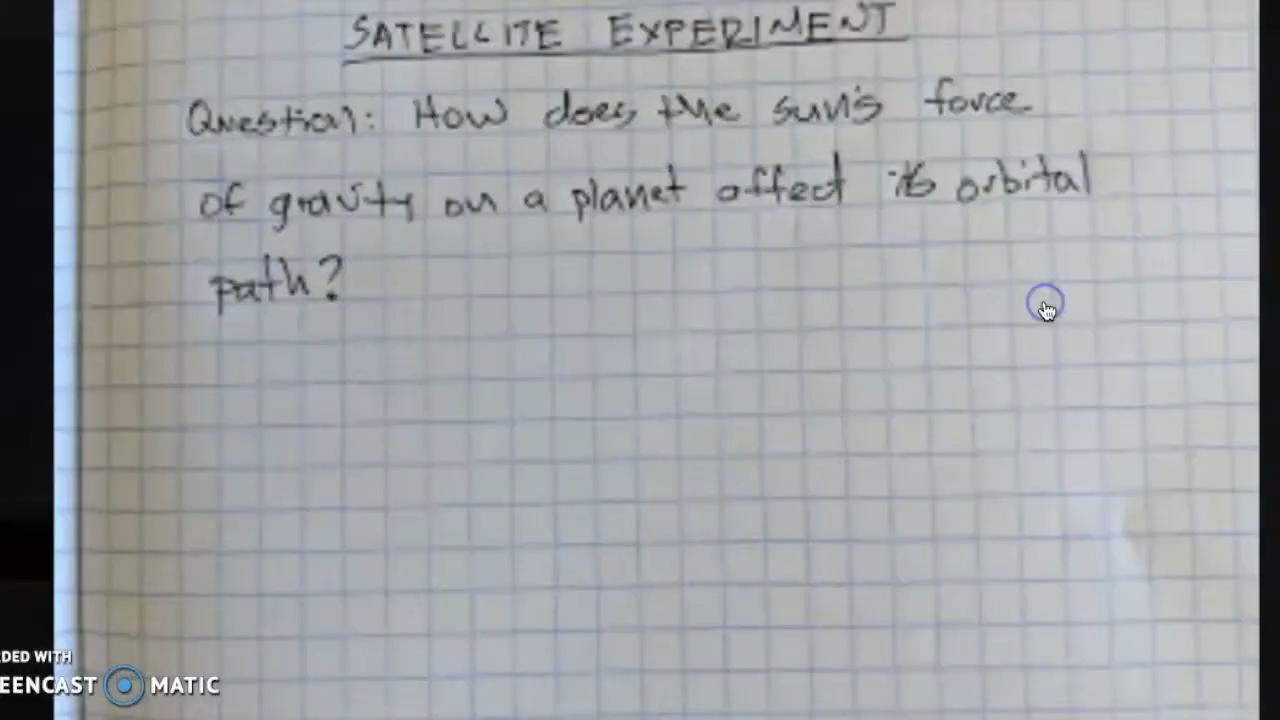 SATELLITE EXPERIMENT
Question: How does the sun's force
of gravity on a planet affect its orbital
path?
DED WITH
EENCAST MATIC